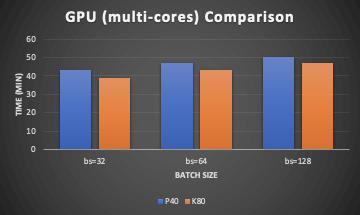 GPU (multi-cores) Comparison
60
50
40
30
20
10
0
TIME (MIN)
bs=32 bs=64 bs=128
BATCH SIZE
P40 K80